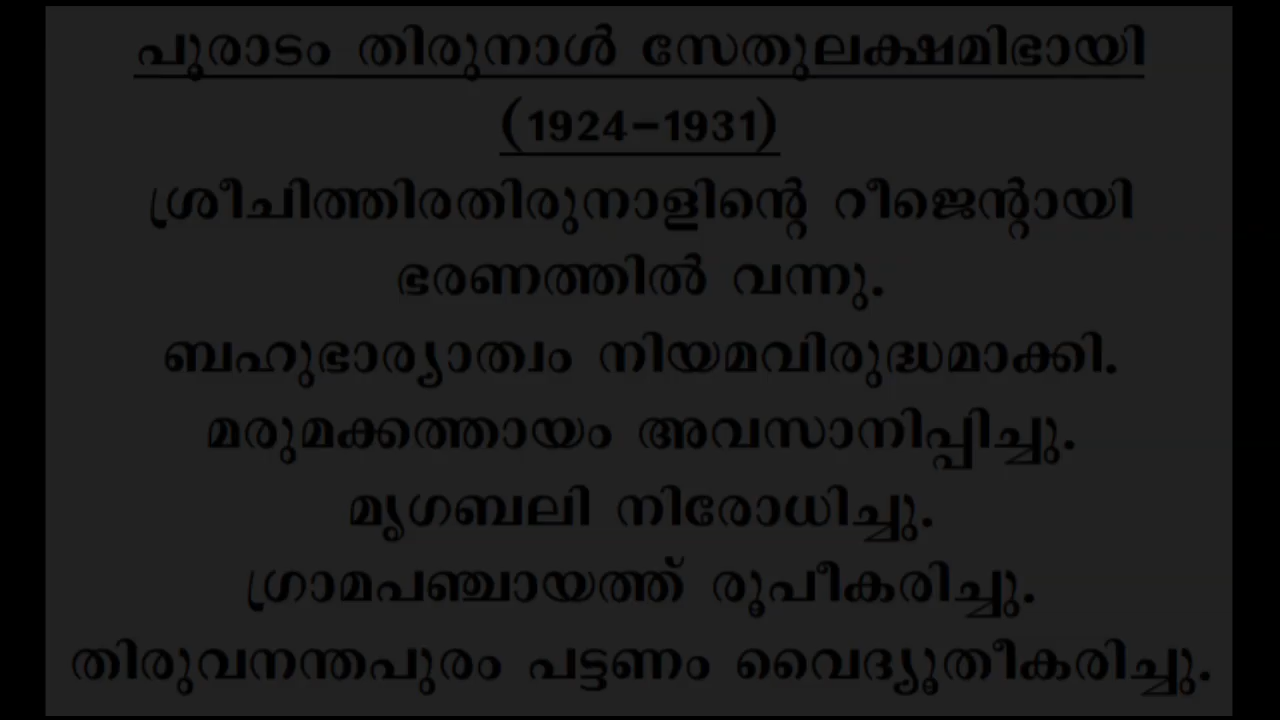 പൂരാടം തിരുനാൾ സേതുലക്ഷമിഭായി
(1924-1931)
ശ്രീചിത്തിരതിരുനാളിന്റെ റീജെന്റായി
ഭരണത്തിൽ വന്നു.
ബഹുഭാര്യാത്വം നിയമവിരുദ്ധമാക്കി.
മരുമക്കത്തായം അവസാനിപ്പിച്ചു.
മൃഗബലി നിരോധിച്ചു.
ഗ്രാമപഞ്ചായത്ത് രൂപീകരിച്ചു.
തിരുവനന്തപുരം പട്ടണം വൈദ്യൂതീകരിച്ചു.